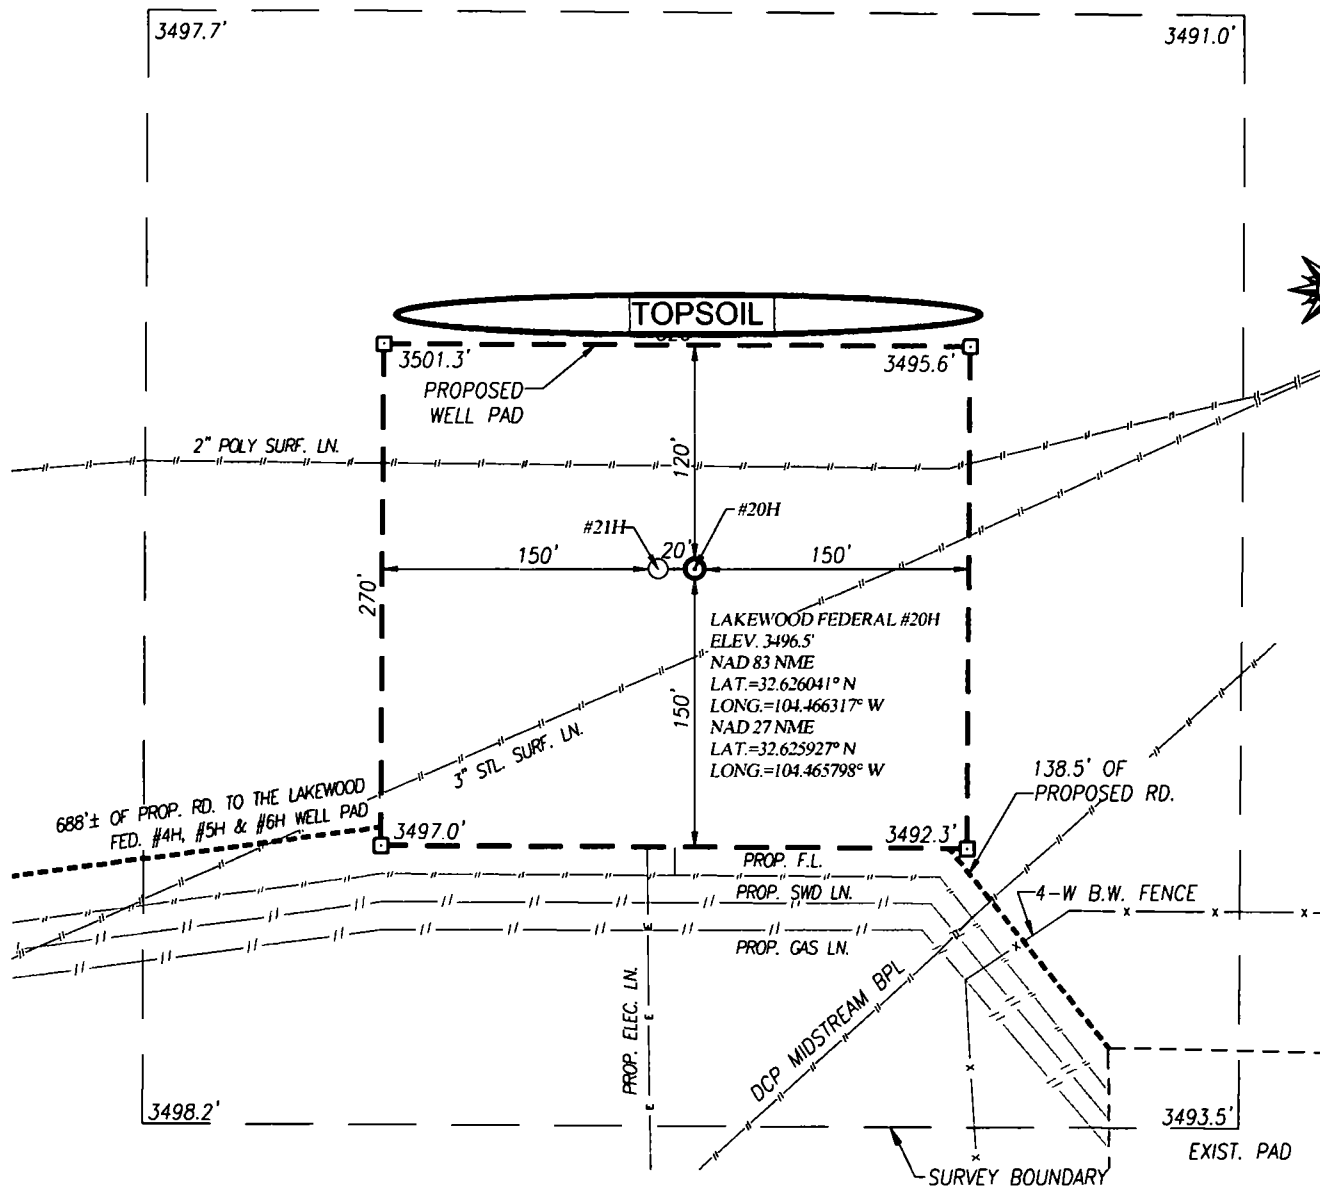 3497.7'
3491.0'
TOPSOIL
3501.3'
3495.6'
PROPOSED
WELL PAD
2" POLY SURF. LN.
120'
#21H
#20H
150'
20'
150'
270'
LAKEWOOD FEDERAL #20H
ELEV. 3496.5'
NAD 83 NME
LAT.=32.626041° N
LONG.=104.466317° W
NAD 27 NME
LAT.=32.625927° N
LONG.=104.465798° W
150'
3" STL. SURF. LN.
138.5' OF
PROPOSED RD.
688'± OF PROP. RD. TO THE LAKEWOOD
FED. #4H, #5H & #6H WELL PAD
3497.0'
3492.3'
PROP. F.L.
PROP. SWD LN.
4-W B.W. FENCE
PROP. GAS LN.
PROP. ELEC. LN.
DCP MIDSTREAM BPL
3498.2'
3493.5'
EXIST. PAD
SURVEY BOUNDARY